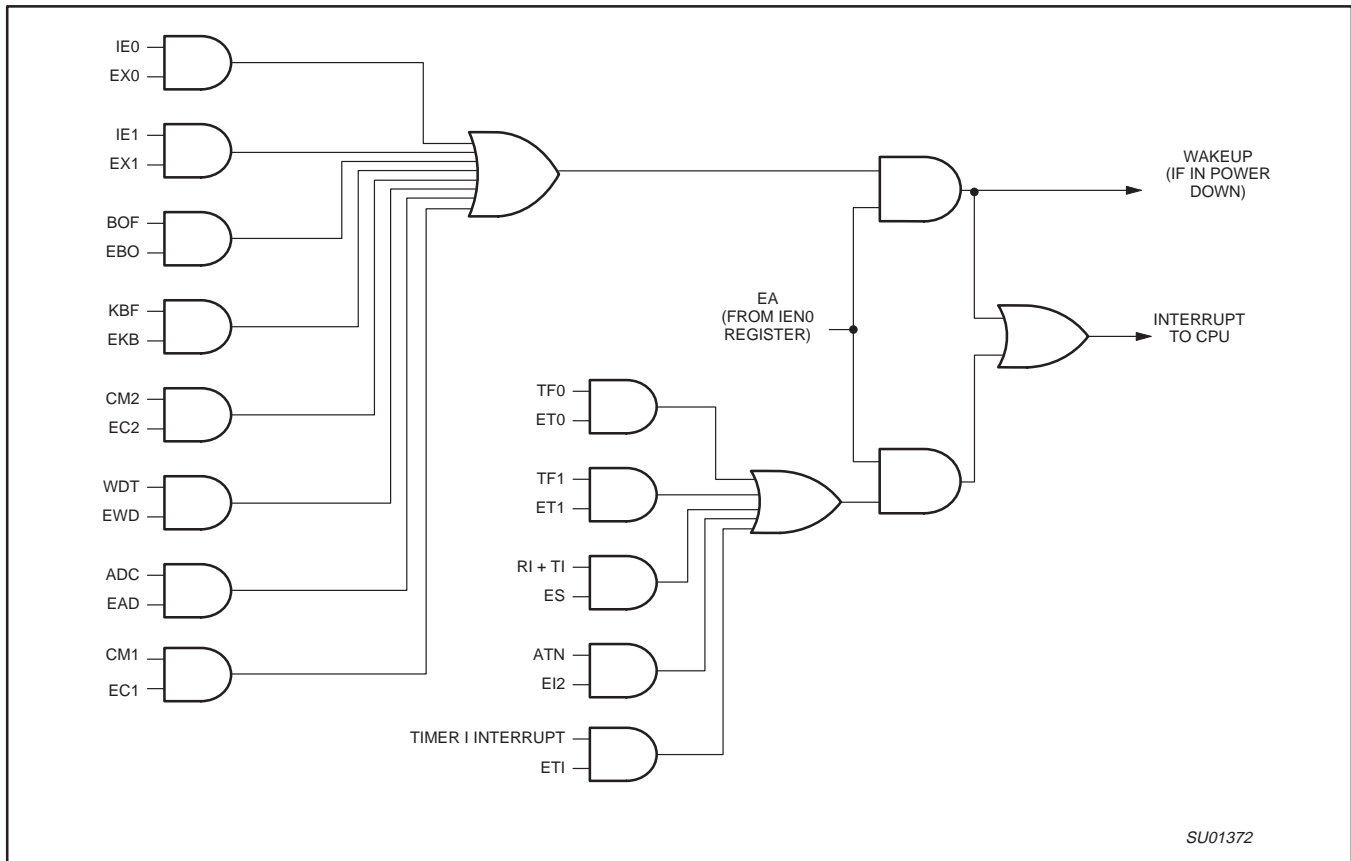 IE0
EX0
IE1
EX1
BOF
EBO
KBF
EKB
CM2
EC2
WDT
EWD
ADC
EAD
CM1
EC1
EA
(FROM IEN0
REGISTER)
TF0
ET0
TF1
ET1
RI + TI
ES
ATN
EI2
TIMER I INTERRUPT
ETI
WAKEUP
(IF IN POWER
DOWN)
INTERRUPT
TO CPU
SU01372